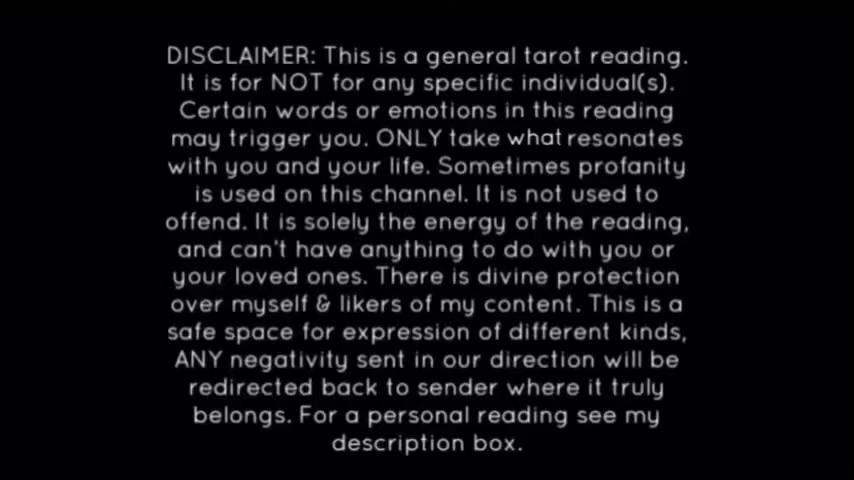 DISCLAIMER: This is a general tarot reading.
It is for NOT for any specific individual(s).
Certain words or emotions in this reading
may trigger you. ONLY take what resonates
with you and your life. Sometimes profanity
is used on this channel. It is not used to
offend. It is solely the energy of the reading,
and can't have anything to do with you or
your loved ones. There is divine protection
over myself & likers of my content. This is a
safe space for expression of different kinds,
ANY negativity sent in our direction will be
redirected back to sender where it truly
belongs. For a personal reading see my
description box.